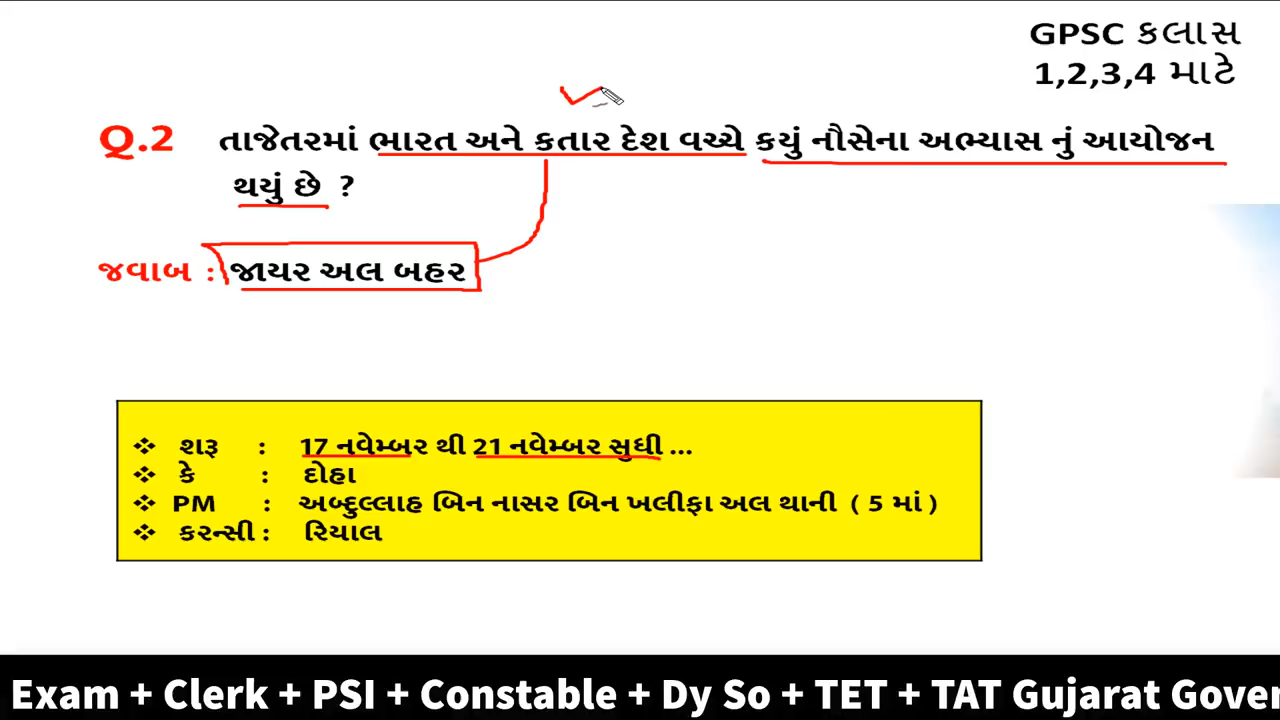 GPSC કલાસ
1,2,3,4 માટે
Q.2 તાજેતરમાં ભારત અને કતાર દેશ વચ્ચે કયું નૌસેના અભ્યાસ નું આયોજન
થયું છે ?
જવાબ : જાયર અલ બહર
❖ શરૂ : 17 નવેમ્બર થી 21 નવેમ્બર સુધી ...
❖ કે : દોહા
❖ PM : અબ્દુલ્લાહ બિન નાસર બિન ખલીફા અલ થાની ( 5 માં )
❖ કરન્સી : રિયાલ
Exam + Clerk + PSI + Constable + Dy So + TET + TAT Gujarat Gover